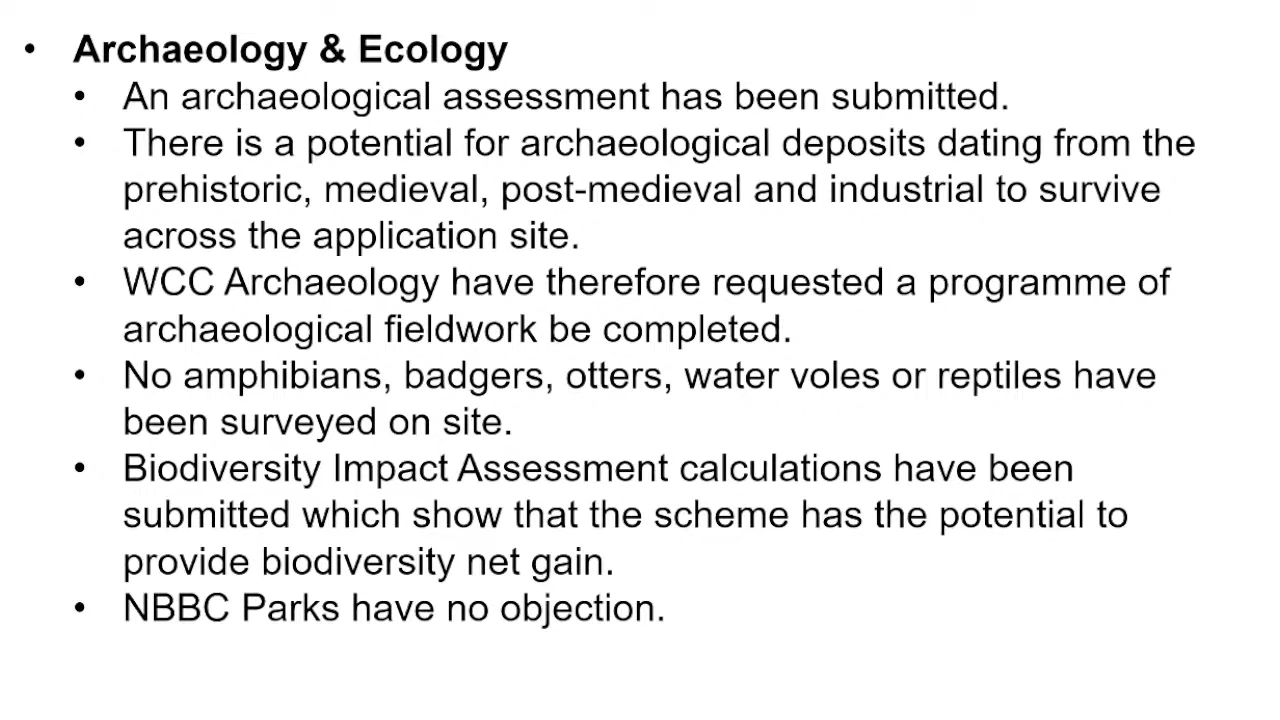 • Archaeology & Ecology
• An archaeological assessment has been submitted.
• There is a potential for archaeological deposits dating from the
prehistoric, medieval, post-medieval and industrial to survive
across the application site.
• WCC Archaeology have therefore requested a programme of
archaeological fieldwork be completed.
• No amphibians, badgers, otters, water voles or reptiles have
been surveyed on site.
• Biodiversity Impact Assessment calculations have been
submitted which show that the scheme has the potential to
provide biodiversity net gain.
• NBBC Parks have no objection.